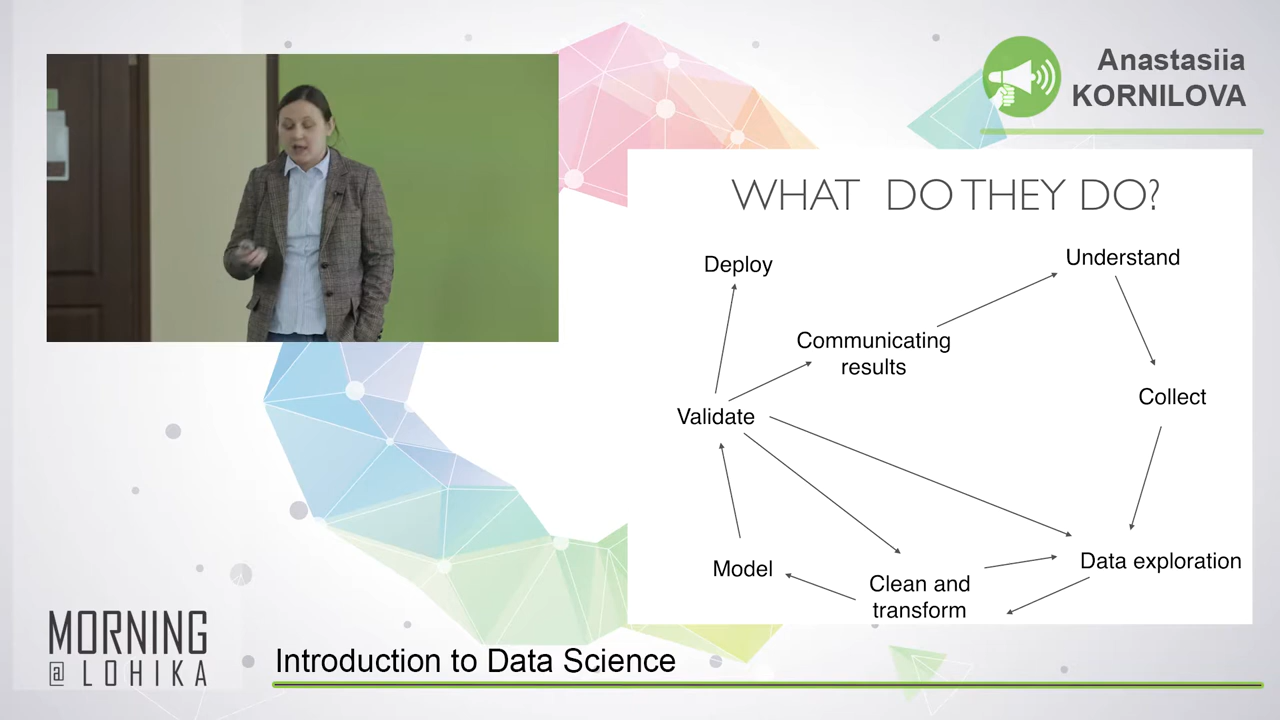 Anastasiia
KORNILOVA
WHAT DO THEY DO?
Deploy
Understand
Communicating
results
Collect
Validate
Data exploration
Model
Clean and
transform
MORNING
@ LOHIKA
Introduction to Data Science